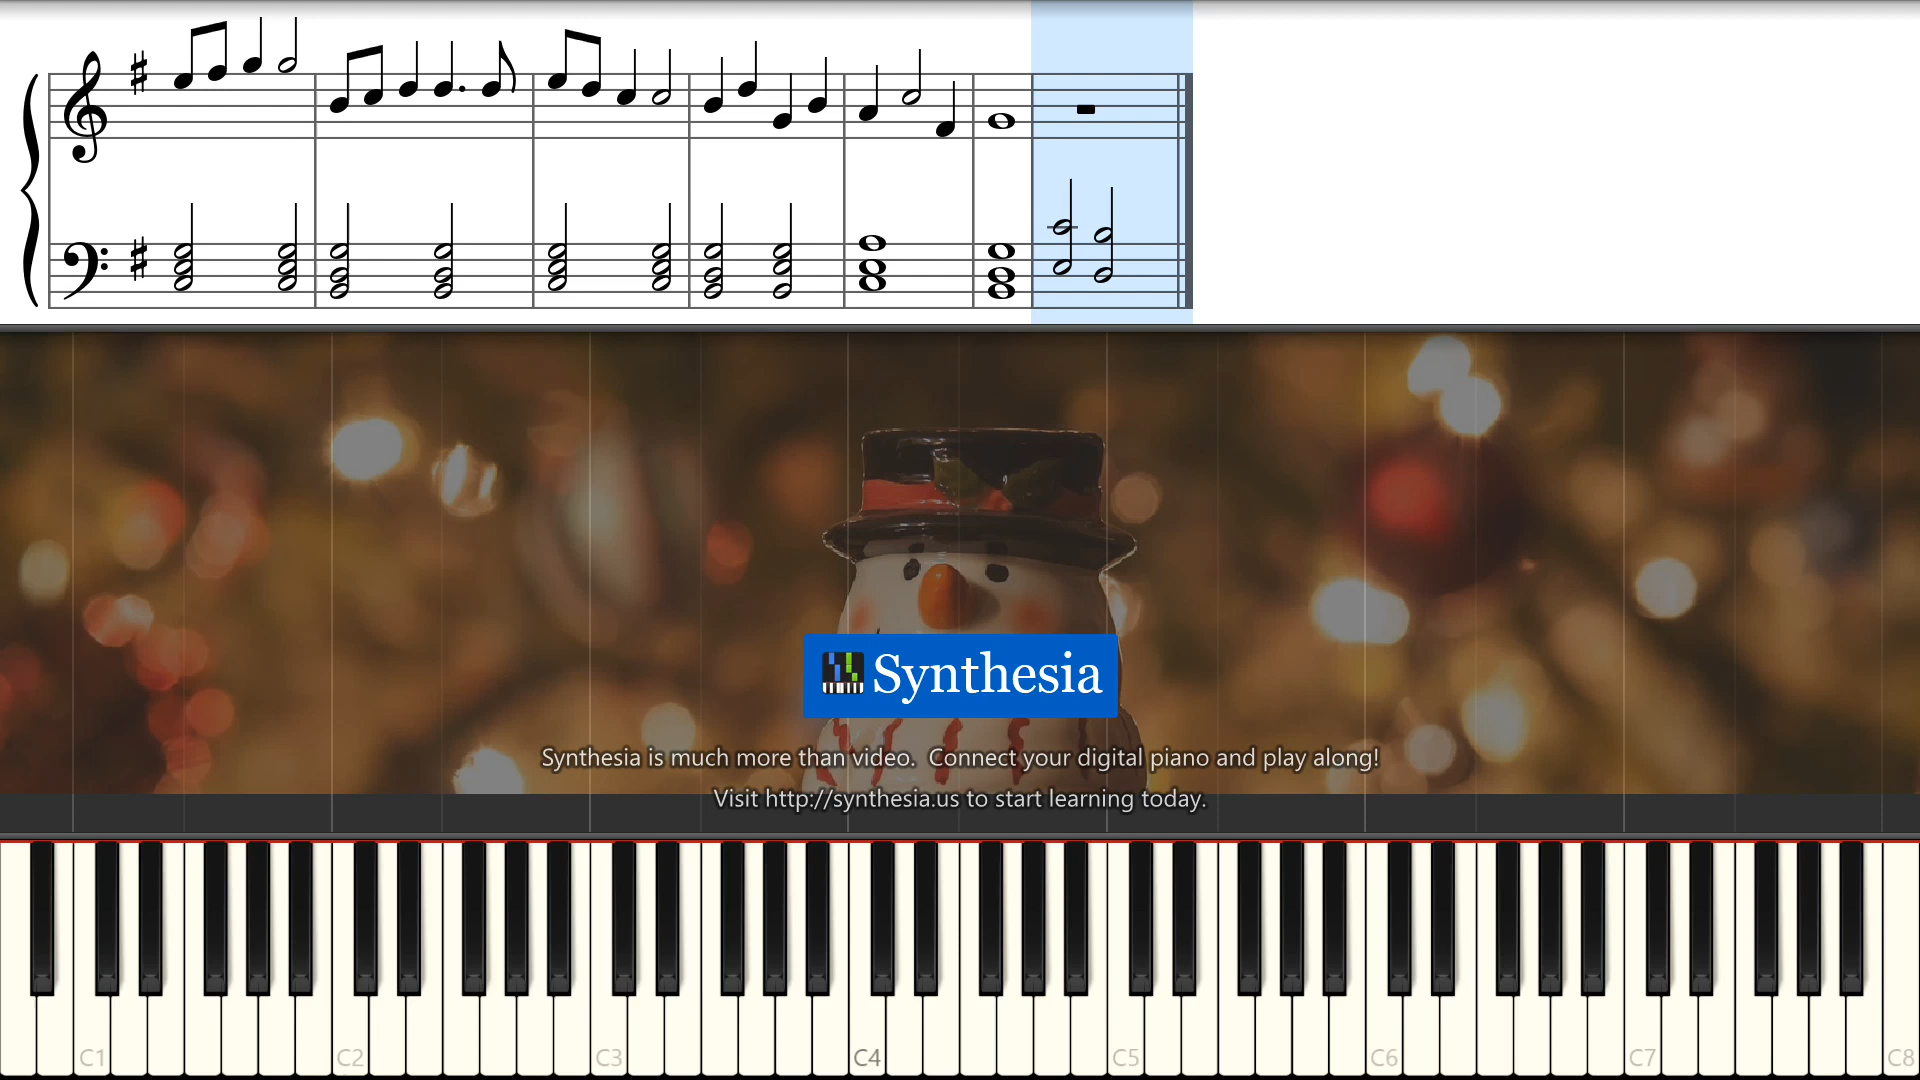 Synthesia
Synthesia is much more than video.  Connect your digital piano and play along!
Visit http://synthesia.us to start learning today.
C1 C2 C3 C4 C5 C6 C7 C8